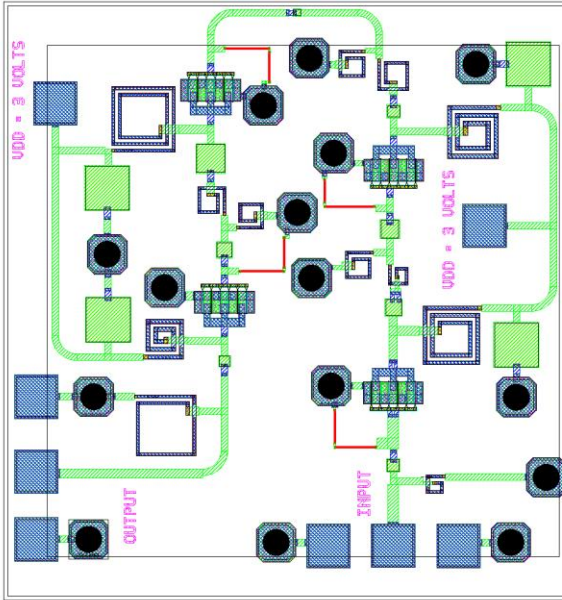 VDD = 3 VOLTS
VDD = 3 VOLTS
OUTPUT
INPUT